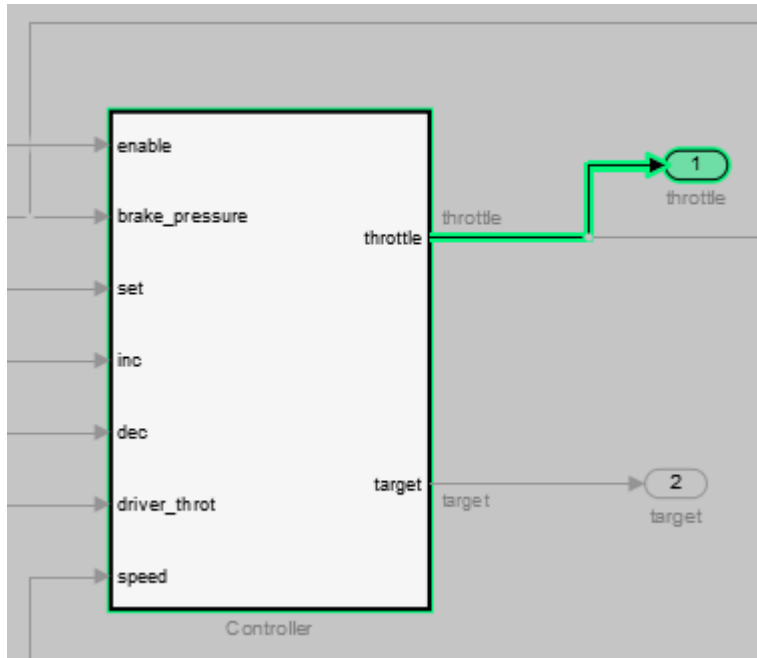 enable
brake_pressure
set
inc
dec
driver_throt
speed
throttle
target
Controller
throttle
target
1
throttle
2
target